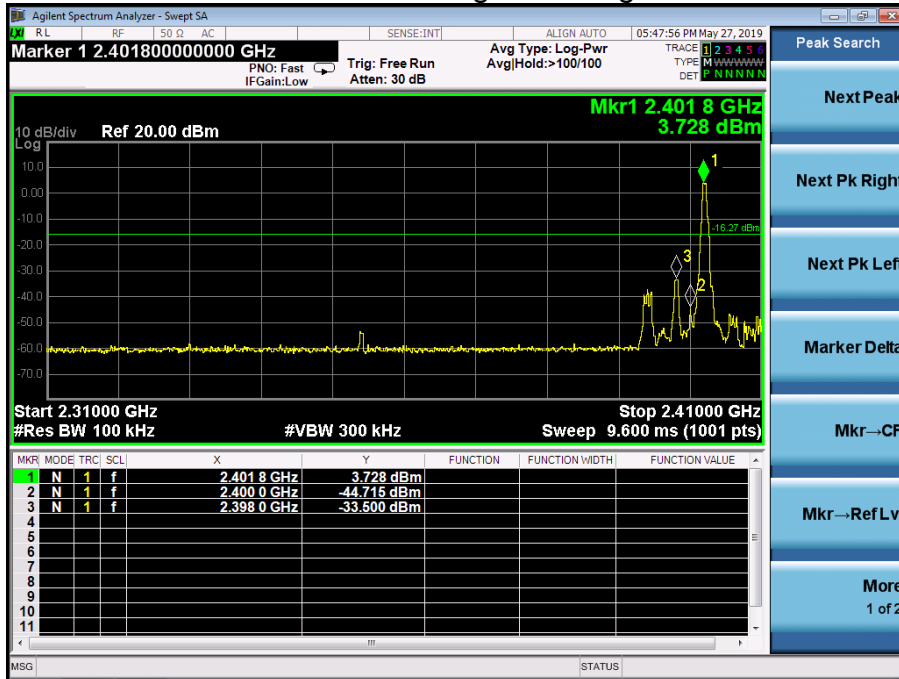 Agilent Spectrum Analyzer - Swept SA
LXI RL RF 50 Ω AC SENSE:INT ALIGN AUTO 05:47:56 PM May 27, 2019
Marker 1 2.401800000000 GHz
PNO: Fast
IFGain:Low
Trig: Free Run
Atten: 30 dB
Avg Type: Log-Pwr
Avg|Hold:>100/100
TRACE 1 2 3 4 5 6
TYPE M WWWWW
DET P N N N N N
Mkr1 2.401 8 GHz
3.728 dBm
10 dB/div Ref 20.00 dBm
Log
10.0
0.00
-10.0
-20.0
-30.0
-40.0
-50.0
-60.0
-70.0
1
-16.27 dBm
3
2
Start 2.31000 GHz Stop 2.41000 GHz
#Res BW 100 kHz #VBW 300 kHz Sweep 9.600 ms (1001 pts)
MKR MODE TRC SCL X Y FUNCTION FUNCTION WIDTH FUNCTION VALUE
1 N 1 f 2.401 8 GHz 3.728 dBm
2 N 1 f 2.400 0 GHz -44.715 dBm
3 N 1 f 2.398 0 GHz -33.500 dBm
4
5
6
7
8
9
10
11
MSG STATUS
Peak Search
Next Peak
Next Pk Right
Next Pk Left
Marker Delta
Mkr→CF
Mkr→Ref Lv
More
1 of 2